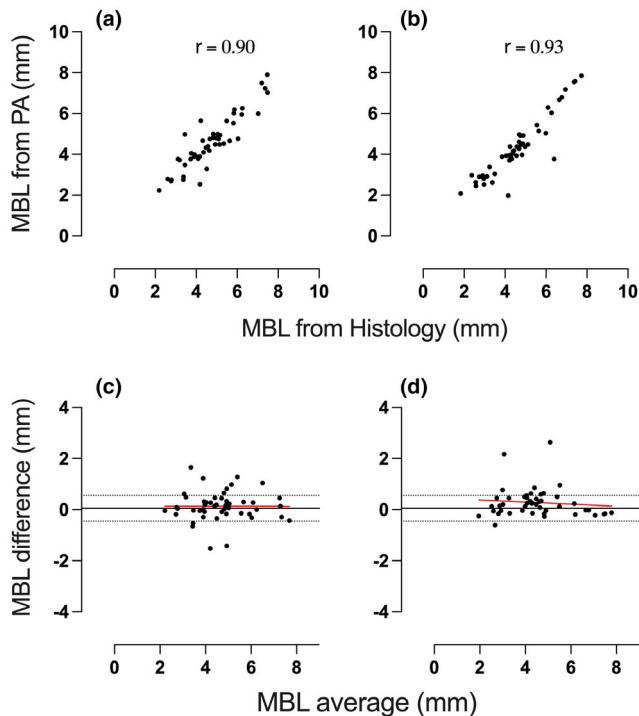 (a)
(b)
r = 0.90
r = 0.93
MBL from PA (mm)
10
8
6
4
2
0
10
8
6
4
2
0
0 2 4 6 8 10
0 2 4 6 8 10
MBL from Histology (mm)
(c)
(d)
MBL difference (mm)
4
2
0
-2
-4
4
2
0
-2
-4
0 2 4 6 8
0 2 4 6 8
MBL average (mm)